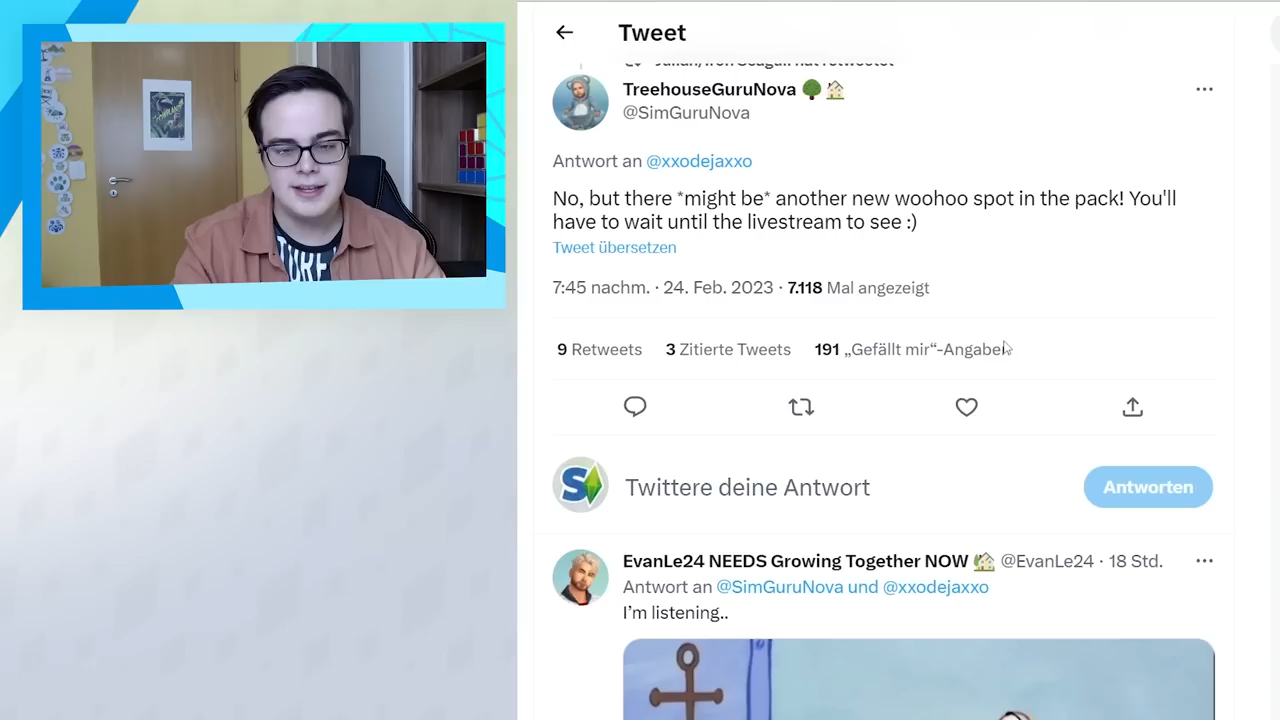 Tweet
TreehouseGuruNova
@SimGuruNova
Antwort an @xxodejaxxo
No, but there *might be* another new woohoo spot in the pack! You'll
have to wait until the livestream to see :)
Tweet übersetzen
7:45 nachm. · 24. Feb. 2023 · 7.118 Mal angezeigt
9 Retweets 3 Zitierte Tweets 191 „Gefällt mir“-Angaben
S
Twittere deine Antwort
Antworten
EvanLe24 NEEDS Growing Together NOW @EvanLe24 · 18 Std.
Antwort an @SimGuruNova und @xxodejaxxo
I'm listening..